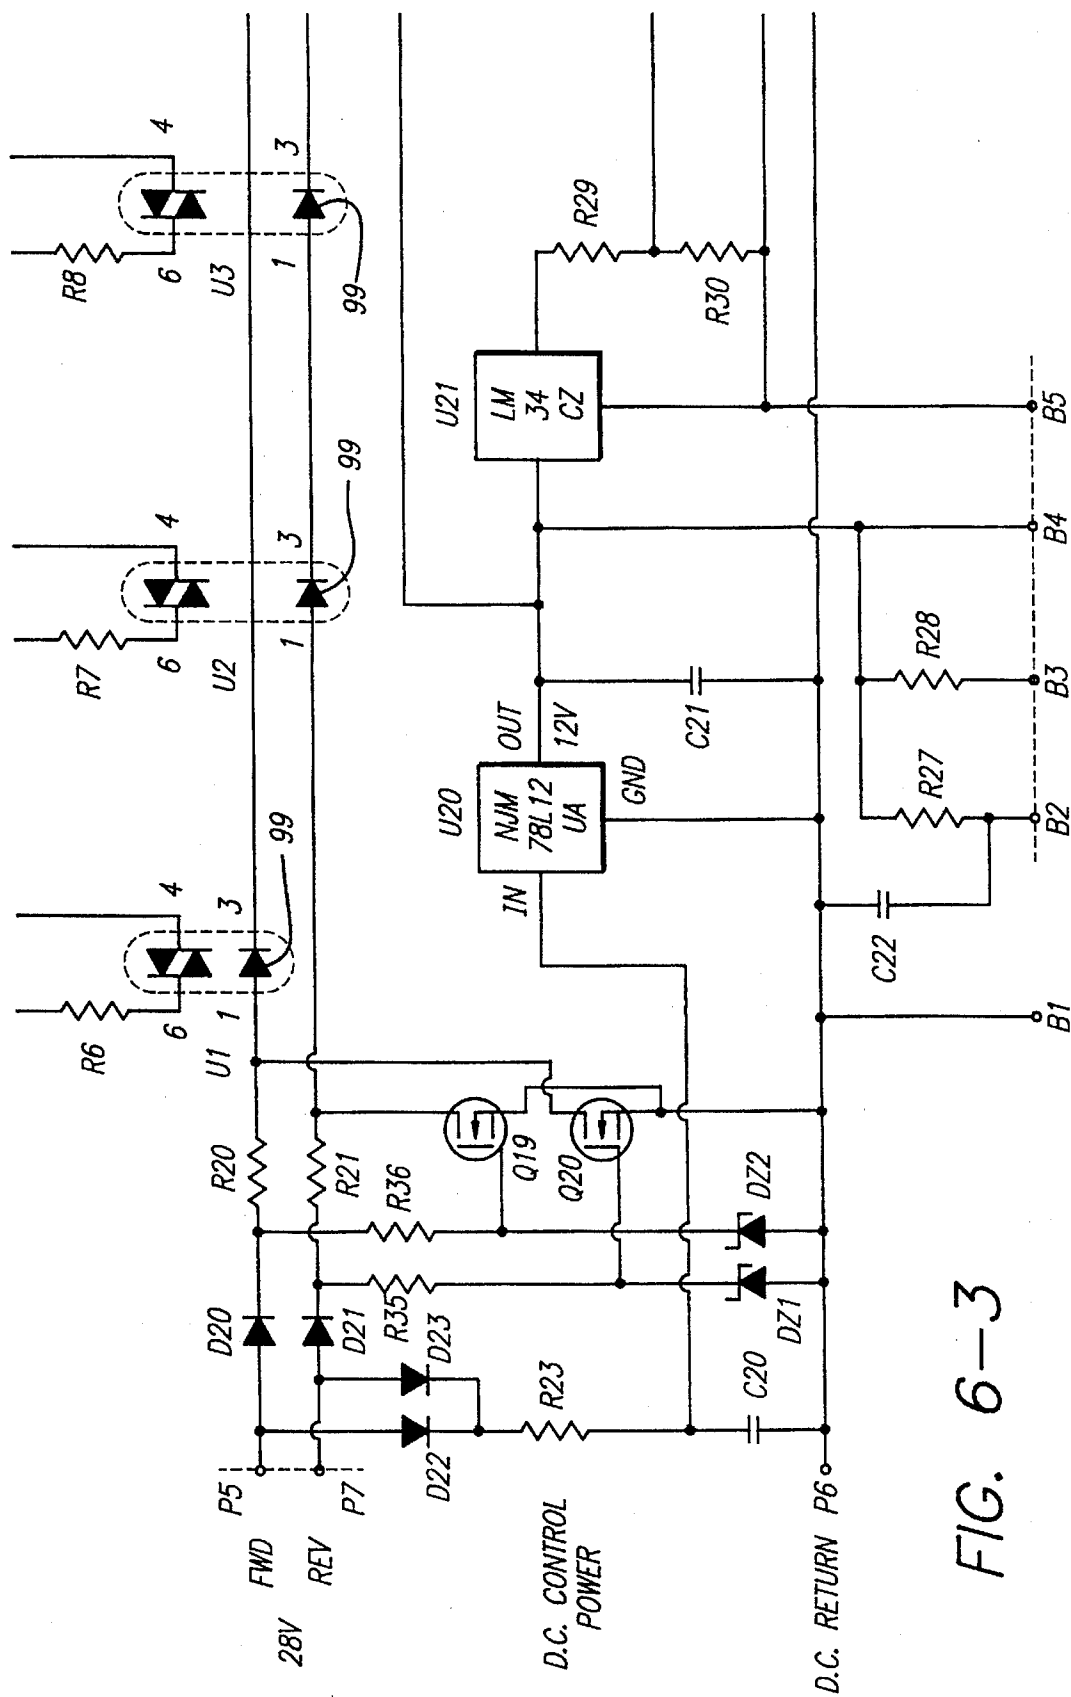 R8
6
4
U3
1
3
99
R7
6
4
U2
1
3
99
R6
6
4
U1
1
3
99
P5
FWD
28V
REV
P7
D20
D21
R20
R21
R36
R35
D23
D22
R23
Q19
Q20
DZ2
DZ1
C20
D.C. CONTROL
POWER
D.C. RETURN P6
IN
U20
NJM
78L12
UA
OUT
12V
GND
C21
U21
LM
34
CZ
R29
R30
C22
R27
R28
B1
B2
B3
B4
B5
FIG. 6-3